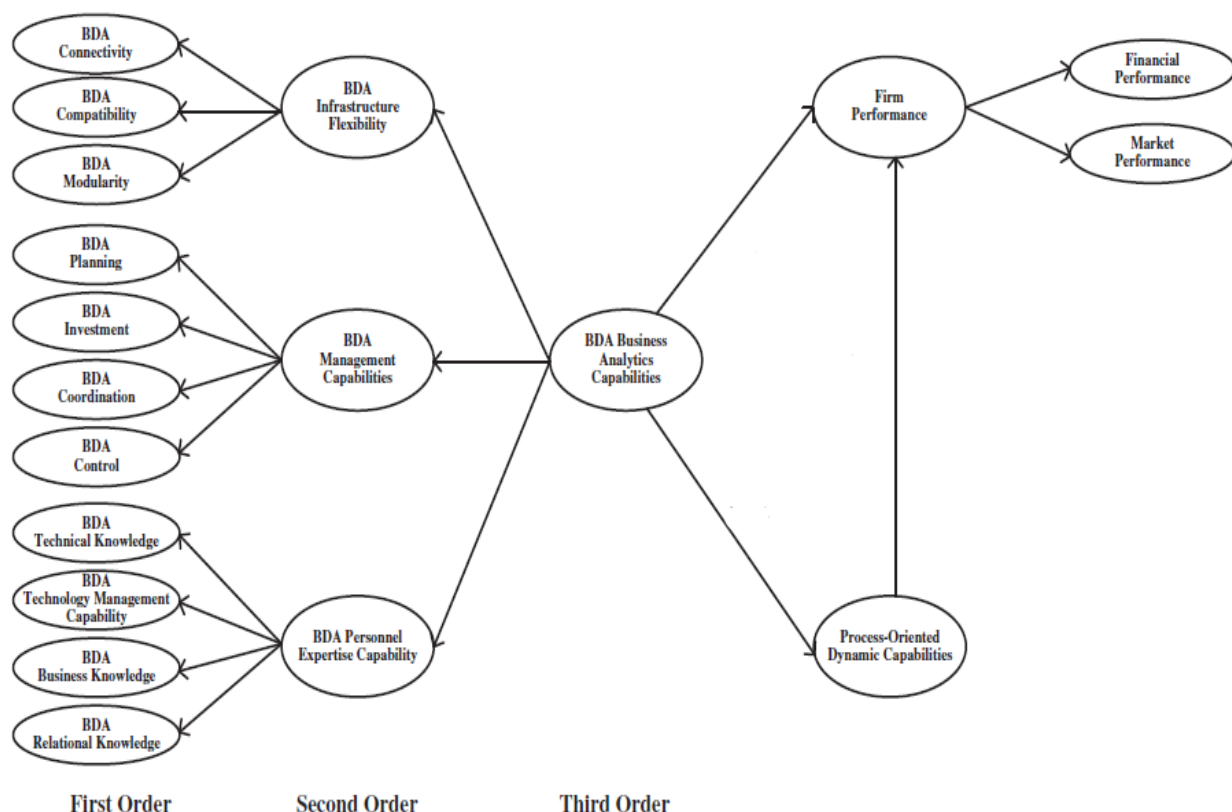 BDA
Connectivity
BDA
Compatibility
BDA
Modularity
BDA
Planning
BDA
Investment
BDA
Coordination
BDA
Control
BDA
Technical Knowledge
BDA
Technology Management
Capability
BDA
Business Knowledge
BDA
Relational Knowledge
BDA
Infrastructure
Flexibility
BDA
Management
Capabilities
BDA Personnel
Expertise Capability
BDA Business
Analytics
Capabilities
Firm
Performance
Process-Oriented
Dynamic Capabilities
Financial
Performance
Market
Performance
First Order
Second Order
Third Order